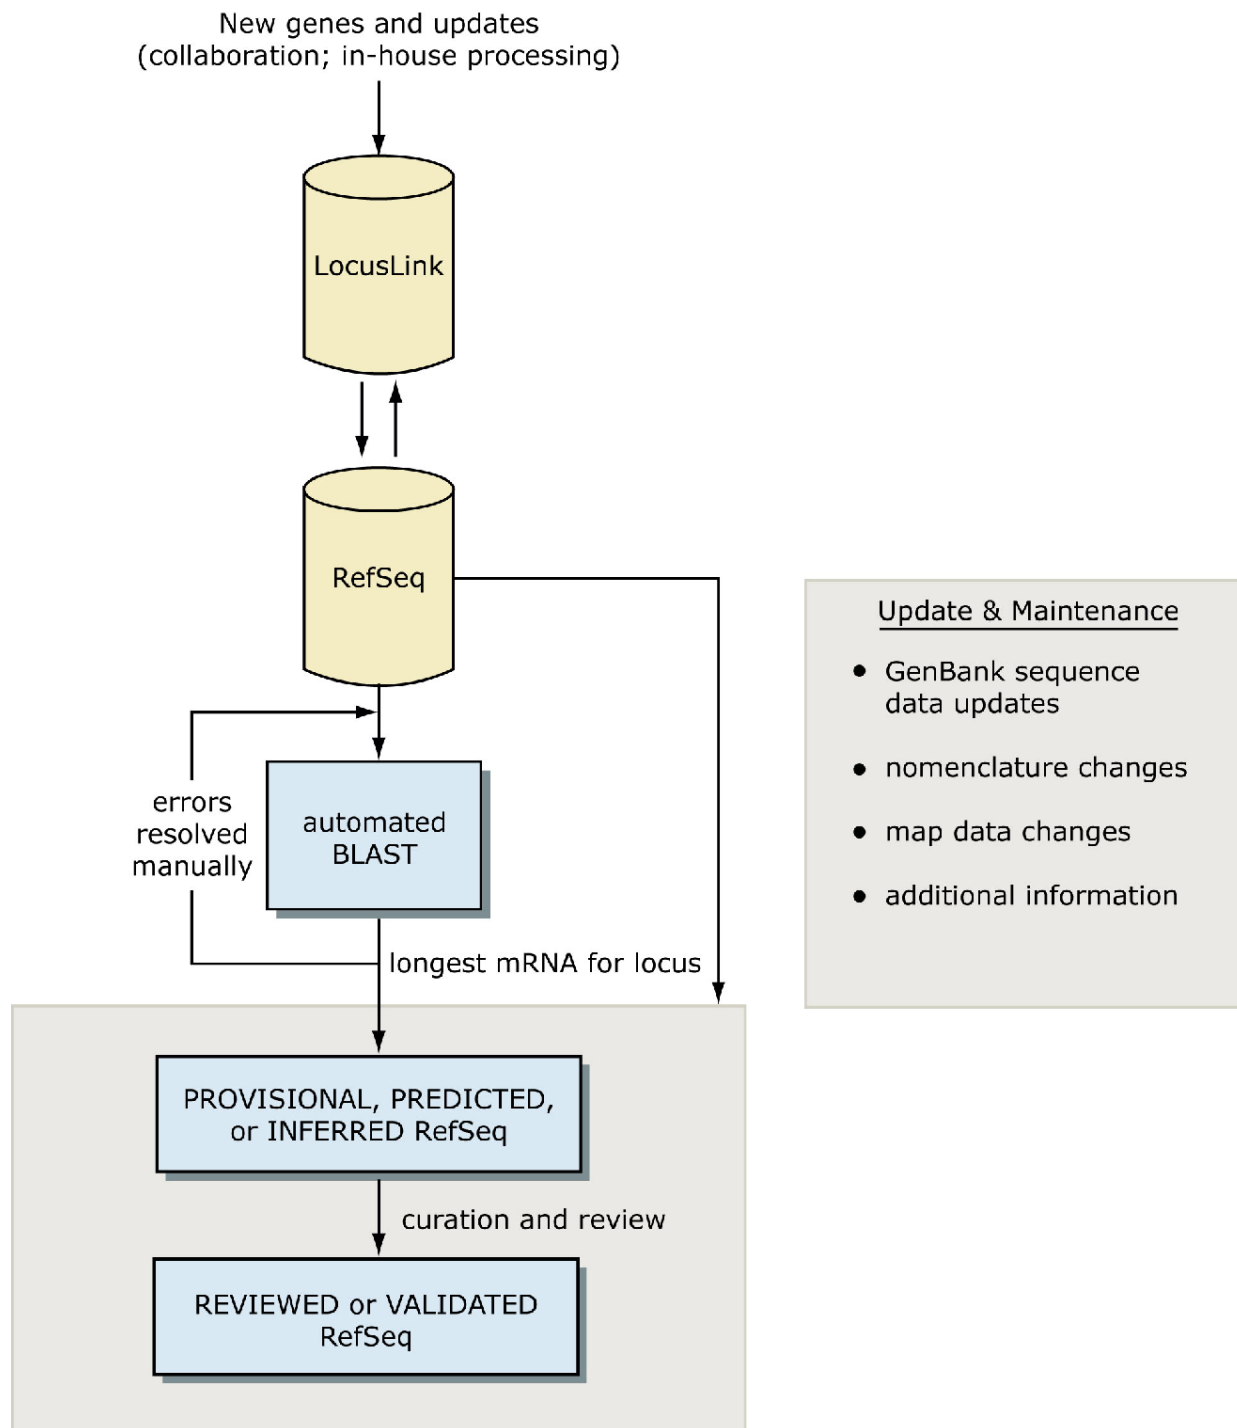 New genes and updates
(collaboration; in-house processing)
LocusLink
RefSeq
errors
resolved
manually
automated
BLAST
longest mRNA for locus
PROVISIONAL, PREDICTED,
or INFERRED RefSeq
curation and review
REVIEWED or VALIDATED
RefSeq
Update & Maintenance
• GenBank sequence
data updates
• nomenclature changes
• map data changes
• additional information